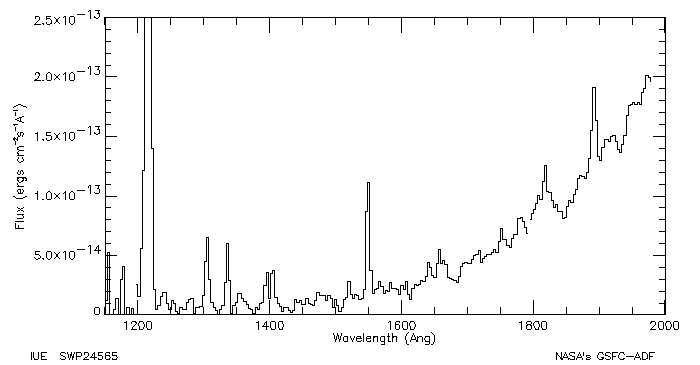 2.5×10−13
2.0×10−13
1.5×10−13
1.0×10−13
5.0×10−14
0
Flux (ergs cm−2s−1A−1)
1200 1400 1600 1800 2000
Wavelength (Ang)
IUE SWP24565 NASA's GSFC−ADF